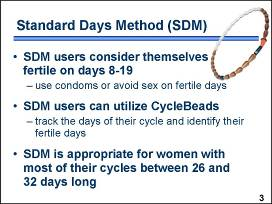 Standard Days Method (SDM)
• SDM users consider themselves
fertile on days 8-19
– use condoms or avoid sex on fertile days
• SDM users can utilize CycleBeads
– track the days of their cycle and identify their
fertile days
• SDM is appropriate for women with
most of their cycles between 26 and
32 days long
3